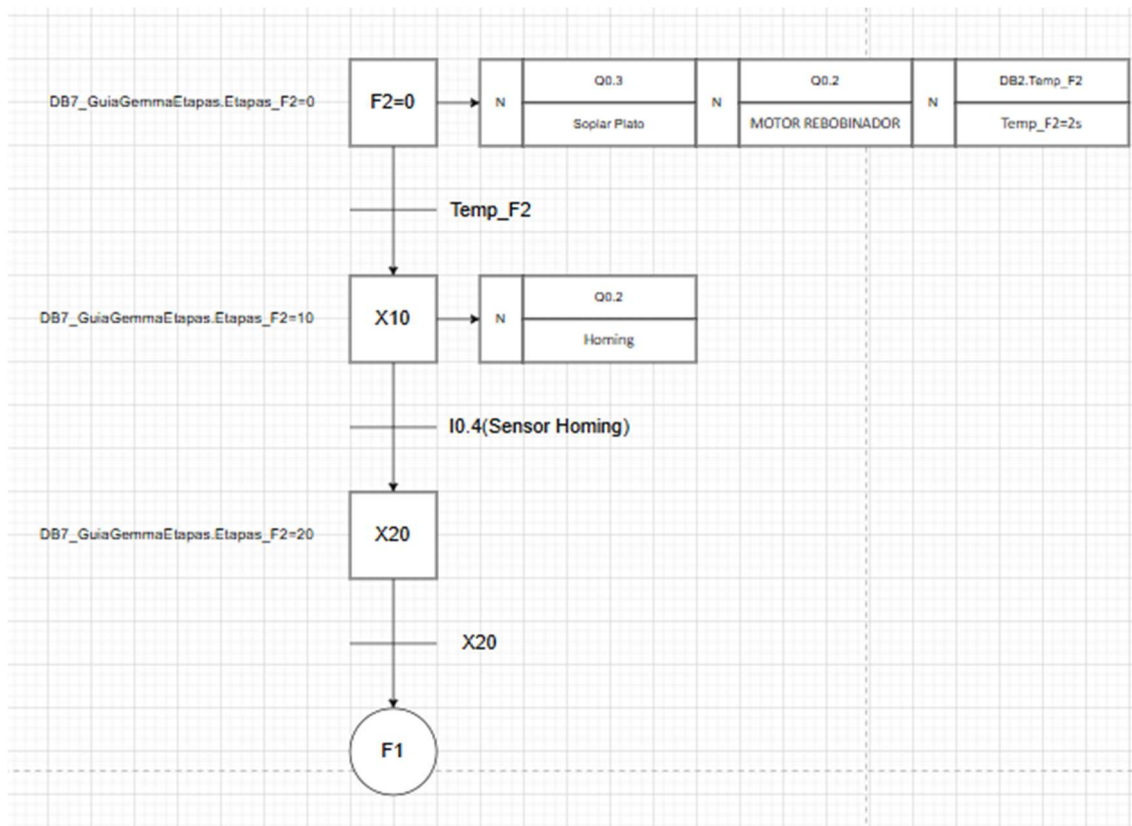 DB7_GuiaGemmaEtapas.Etapas_F2=0
F2=0
N
Q0.3
Soplar Plato
N
Q0.2
MOTOR REBOBINADOR
N
DB2.Temp_F2
Temp_F2=2s
Temp_F2
DB7_GuiaGemmaEtapas.Etapas_F2=10
X10
N
Q0.2
Homing
I0.4(Sensor Homing)
DB7_GuiaGemmaEtapas.Etapas_F2=20
X20
X20
F1